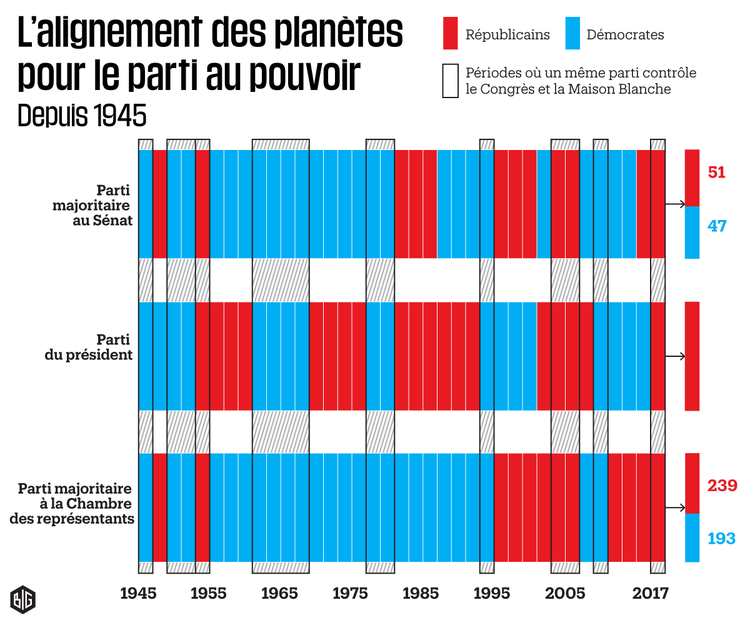 L'alignement des planètes
pour le parti au pouvoir
Depuis 1945
Républicains
Démocrates
Périodes où un même parti contrôle
le Congrès et la Maison Blanche
Parti
majoritaire
au Sénat
51
47
Parti
du président
Parti majoritaire
à la Chambre
des représentants
239
193
1945 1955 1965 1975 1985 1995 2005 2017
BIG